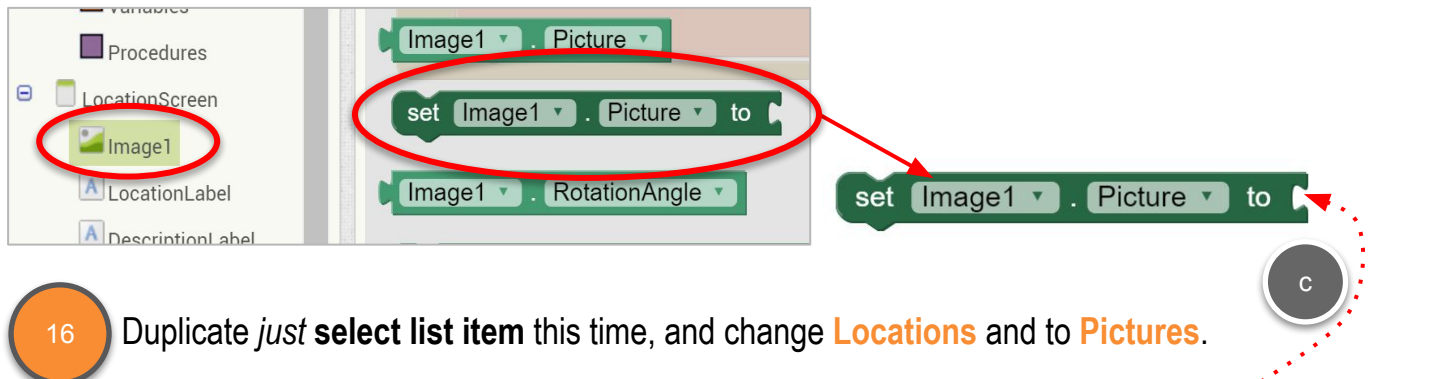 Variables
Procedures
LocationScreen
Image1
LocationLabel
DescriptionLabel
Image1 . Picture
set Image1 . Picture to
Image1 . RotationAngle
set Image1 . Picture to
C
16 Duplicate just select list item this time, and change Locations and to Pictures.